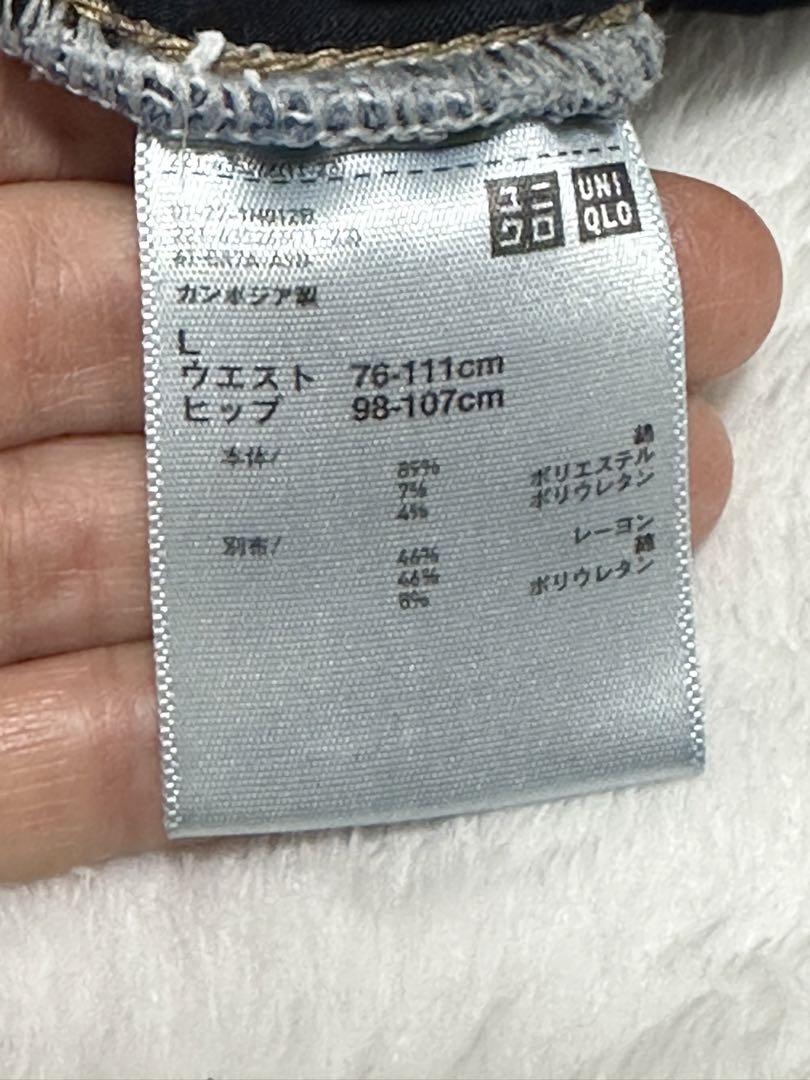 ユニ
クロ
UNI
QLO
カンボジア製
L
ウエスト 76-111cm
ヒップ 98-107cm
本体/
綿
89% ポリエステル
7% ポリウレタン
4%
別布/ レーヨン
46% 綿
46% ポリウレタン
8%